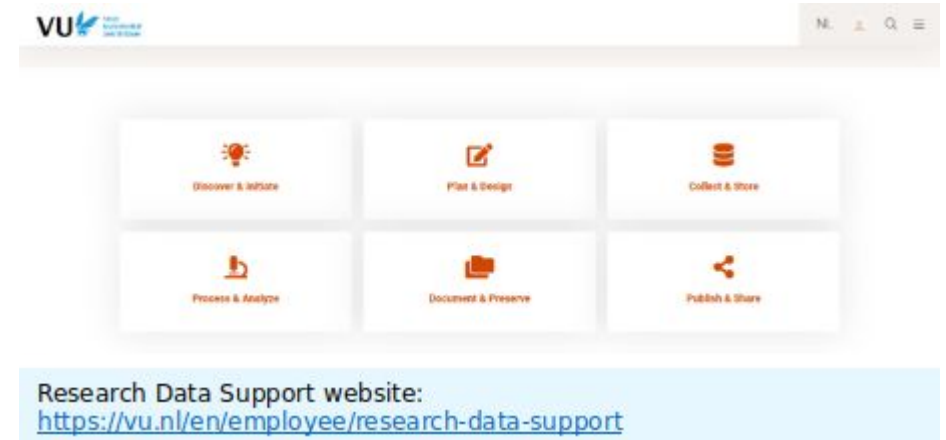 VU
NL
Discover & Initiate
Plan & Design
Collect & Store
Process & Analyze
Document & Preserve
Publish & Share
Research Data Support website:
https://vu.nl/en/employee/research-data-support